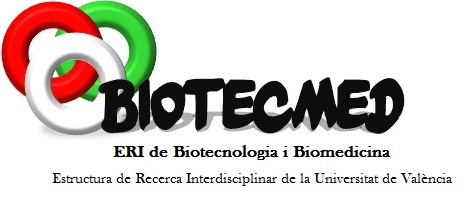 BIOTECMED
ERI de Biotecnologia i Biomedicina
Estructura de Recerca Interdisciplinar de la Universitat de València